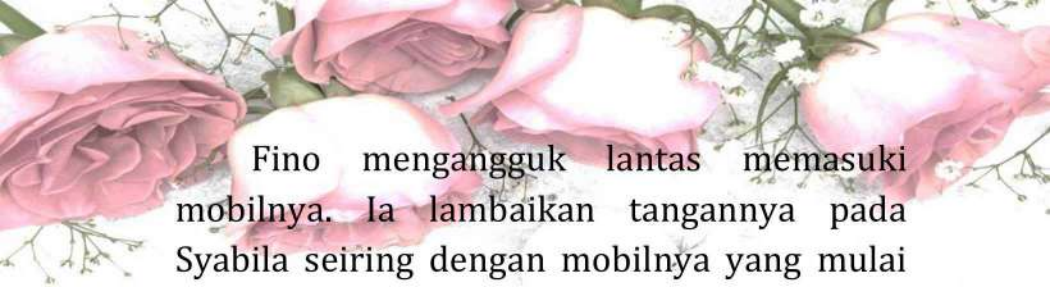 Fino mengangguk lantas memasuki
mobilnya. Ia lambaikan tangannya pada
Syabila seiring dengan mobilnya yang mulai